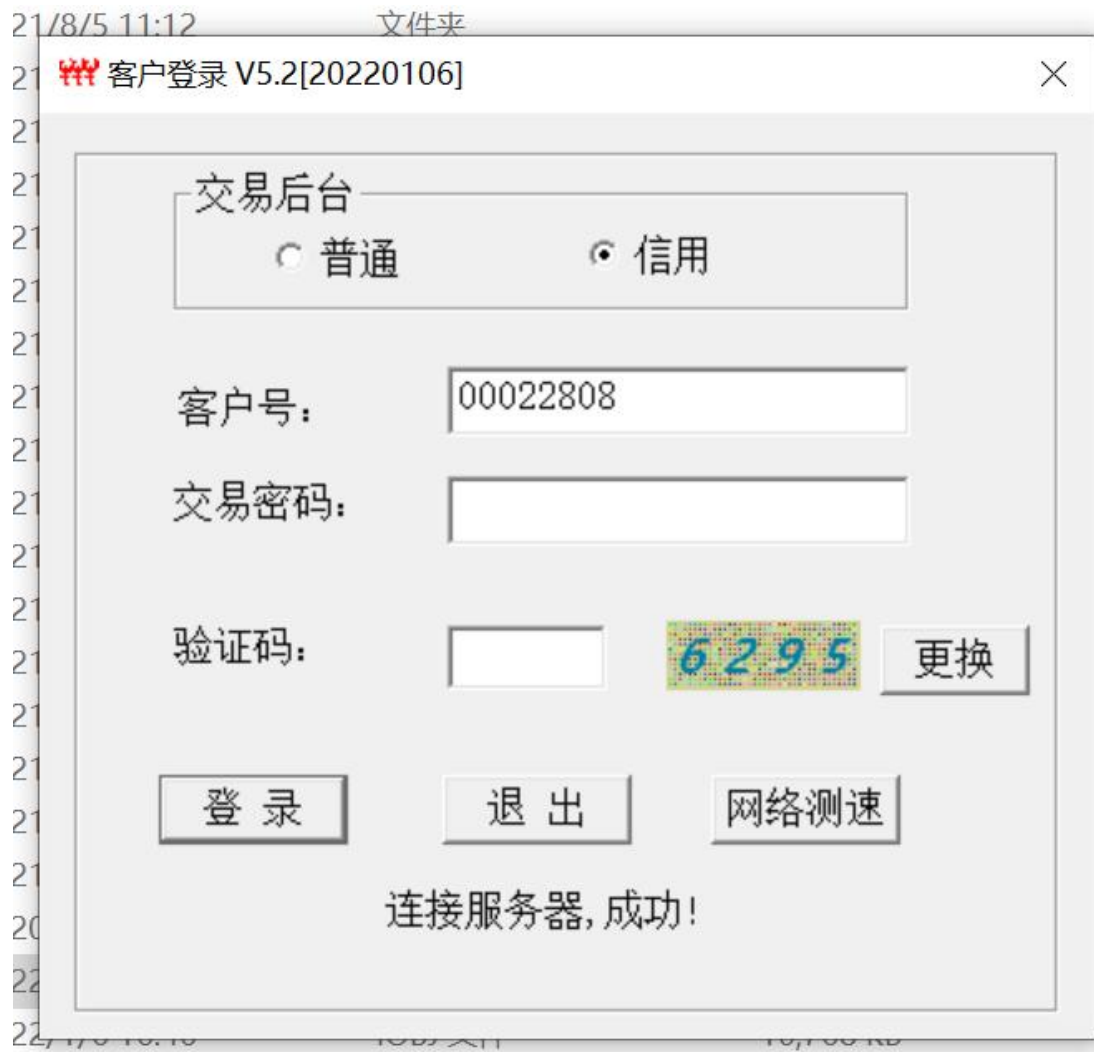 21/8/5 11:12 文件夹
客户登录 V5.2[20220106]
交易后台
普通 信用
客户号: 00022808
交易密码:
验证码: 6295 更换
登 录 退 出 网络测速
连接服务器,成功!